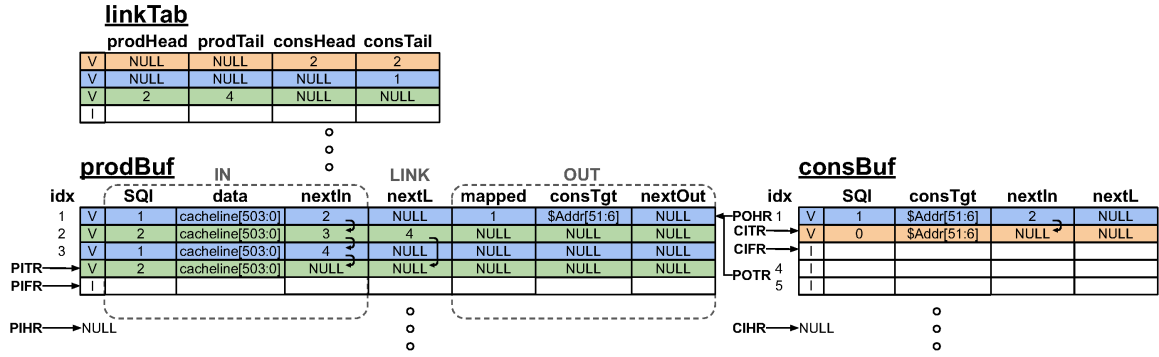 linkTab
prodHead prodTail consHead consTail
V NULL NULL 2 2
V NULL NULL NULL 1
V 2 4 NULL NULL
I
prodBuf
IN LINK OUT
idx SQI data nextIn nextL mapped consTgt nextOut
1 V 1 cacheline[503:0] 2 NULL 1 $Addr[51:6] NULL
2 V 2 cacheline[503:0] 3 4 NULL NULL NULL
3 V 1 cacheline[503:0] 4 NULL NULL NULL NULL
PITR V 2 cacheline[503:0] NULL NULL NULL NULL NULL
PIFR I
PIHR NULL
consBuf
idx SQI consTgt nextIn nextL
POHR 1 V 1 $Addr[51:6] 2 NULL
CITR V 0 $Addr[51:6] NULL NULL
CIFR I
POTR 4 I
5 I
CIHR NULL